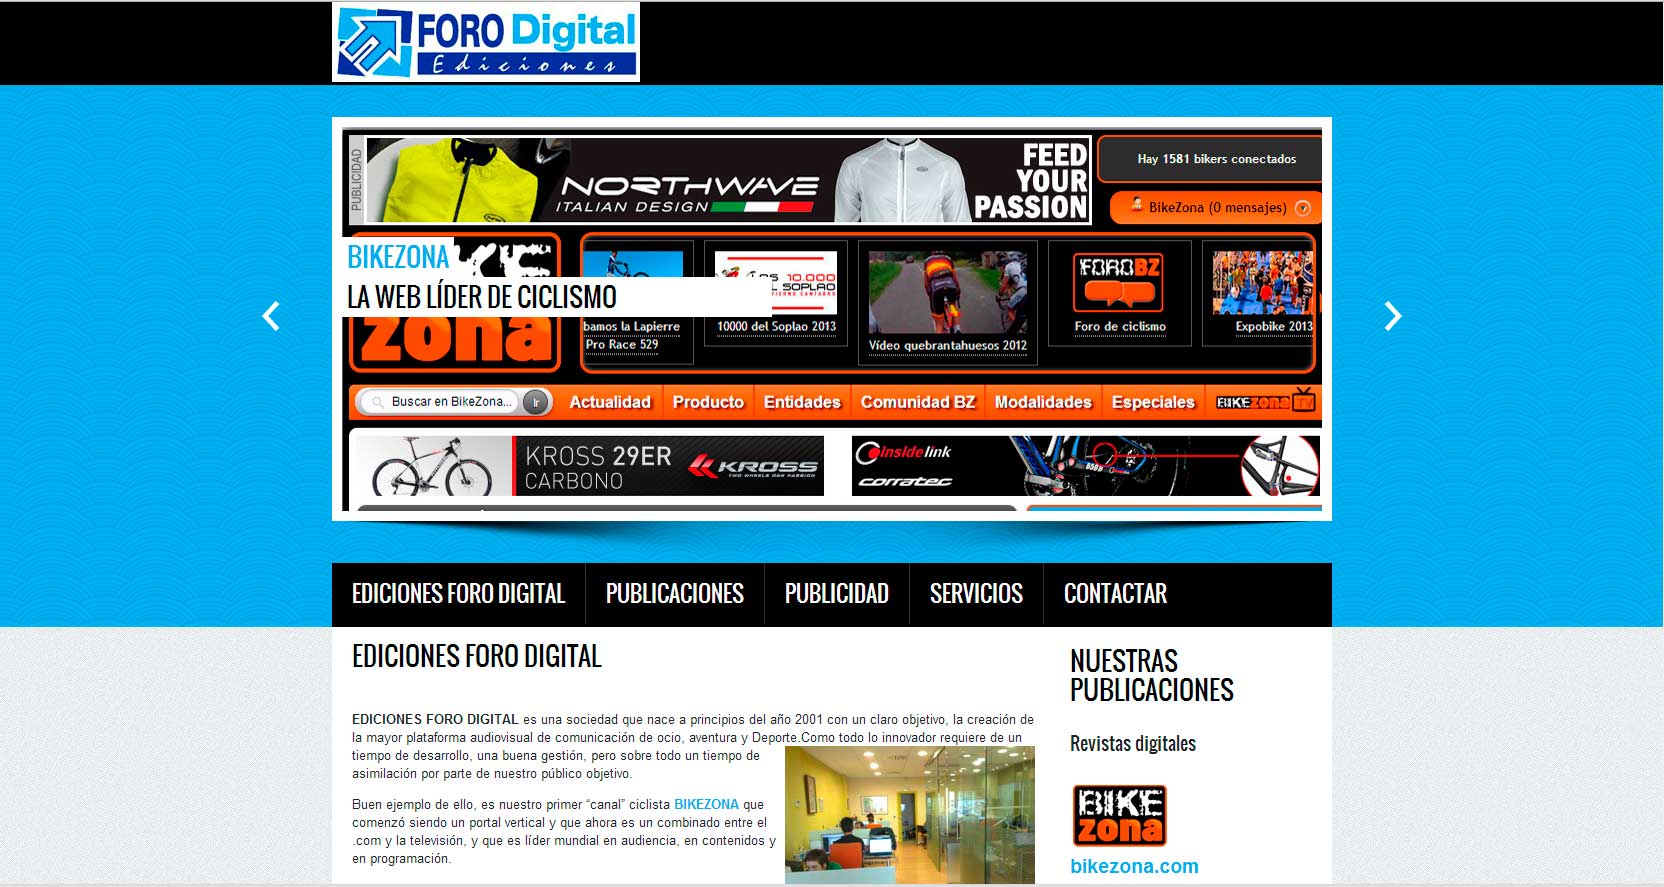 FORO Digital
Ediciones
PUBLICIDAD
NORTHWAVE
ITALIAN DESIGN
FEED
YOUR
PASSION
Hay 1581 bikers conectados
BikeZona (0 mensajes)
BIKEZONA
LA WEB LÍDER DE CICLISMO
zona
bamos la Lapierre
Pro Race 529
10.000
SOPLAO
10000 del Soplao 2013
Vídeo quebrantahuesos 2012
FOROBZ
Foro de ciclismo
Expobike 2013
Buscar en BikeZona...
Ir
Actualidad
Producto
Entidades
Comunidad BZ
Modalidades
Especiales
BIKEzona TV
KROSS 29ER
CARBONO
KROSS
TWO WHEELS ONE PASSION
insidelink
corratec
EDICIONES FORO DIGITAL
PUBLICACIONES
PUBLICIDAD
SERVICIOS
CONTACTAR
EDICIONES FORO DIGITAL
EDICIONES FORO DIGITAL es una sociedad que nace a principios del año 2001 con un claro objetivo, la creación de
la mayor plataforma audiovisual de comunicación de ocio, aventura y Deporte.Como todo lo innovador requiere de un
tiempo de desarrollo, una buena gestión, pero sobre todo un tiempo de
asimilación por parte de nuestro público objetivo.
Buen ejemplo de ello, es nuestro primer “canal” ciclista BIKEZONA que
comenzó siendo un portal vertical y que ahora es un combinado entre el
.com y la televisión, y que es líder mundial en audiencia, en contenidos y
en programación.
NUESTRAS
PUBLICACIONES
Revistas digitales
BIKE
zona
bikezona.com